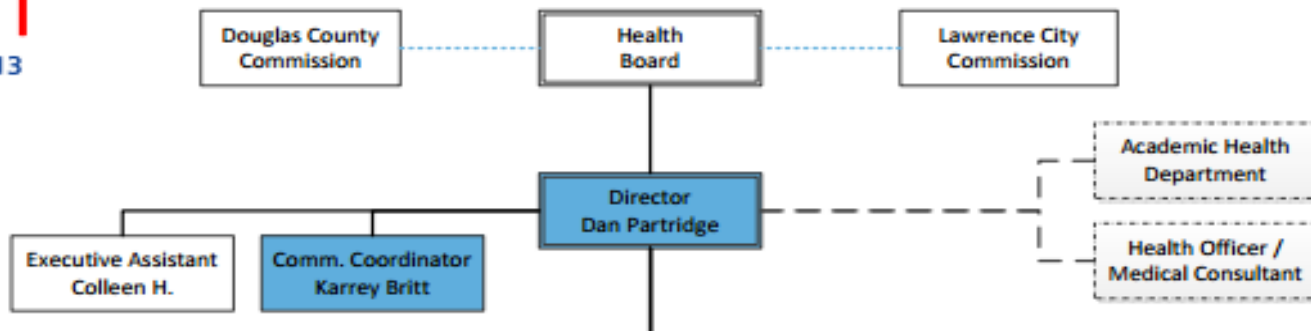 Douglas County
Commission
Health
Board
Lawrence City
Commission
13
Academic Health
Department
Director
Dan Partridge
Executive Assistant
Colleen H.
Comm. Coordinator
Karrey Britt
Health Officer /
Medical Consultant